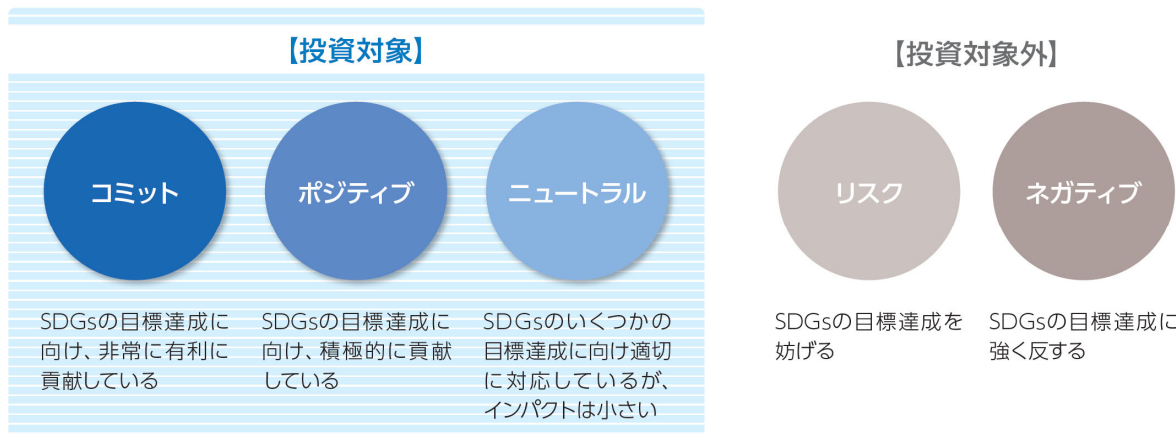 【投資対象】
コミット
ポジティブ
ニュートラル
SDGsの目標達成に
向け、非常に有利に
貢献している
SDGsの目標達成に
向け、積極的に貢献
している
SDGsのいくつかの
目標達成に向け適切
に対応しているが、
インパクトは小さい
【投資対象外】
リスク
ネガティブ
SDGsの目標達成を
妨げる
SDGsの目標達成に
強く反する